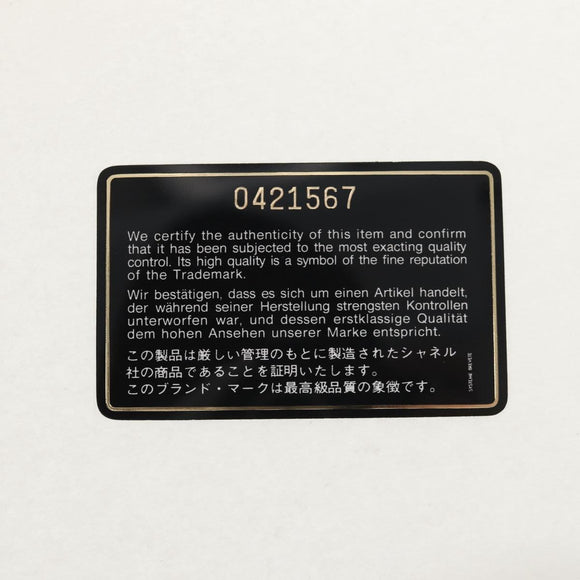 0421567
We certify the authenticity of this item and confirm
that it has been subjected to the most exacting quality
control. Its high quality is a symbol of the fine reputation
of the Trademark.
Wir bestätigen, dass es sich um einen Artikel handelt,
der während seiner Herstellung strengsten Kontrollen
unterworfen war, und dessen erstklassige Qualität
dem hohen Ansehen unserer Marke entspricht.
この製品は厳しい管理のもとに製造されたシャネル
社の商品であることを証明いたします。
このブランド・マークは最高級品質の象徴です。
SYSTEME BREVETE